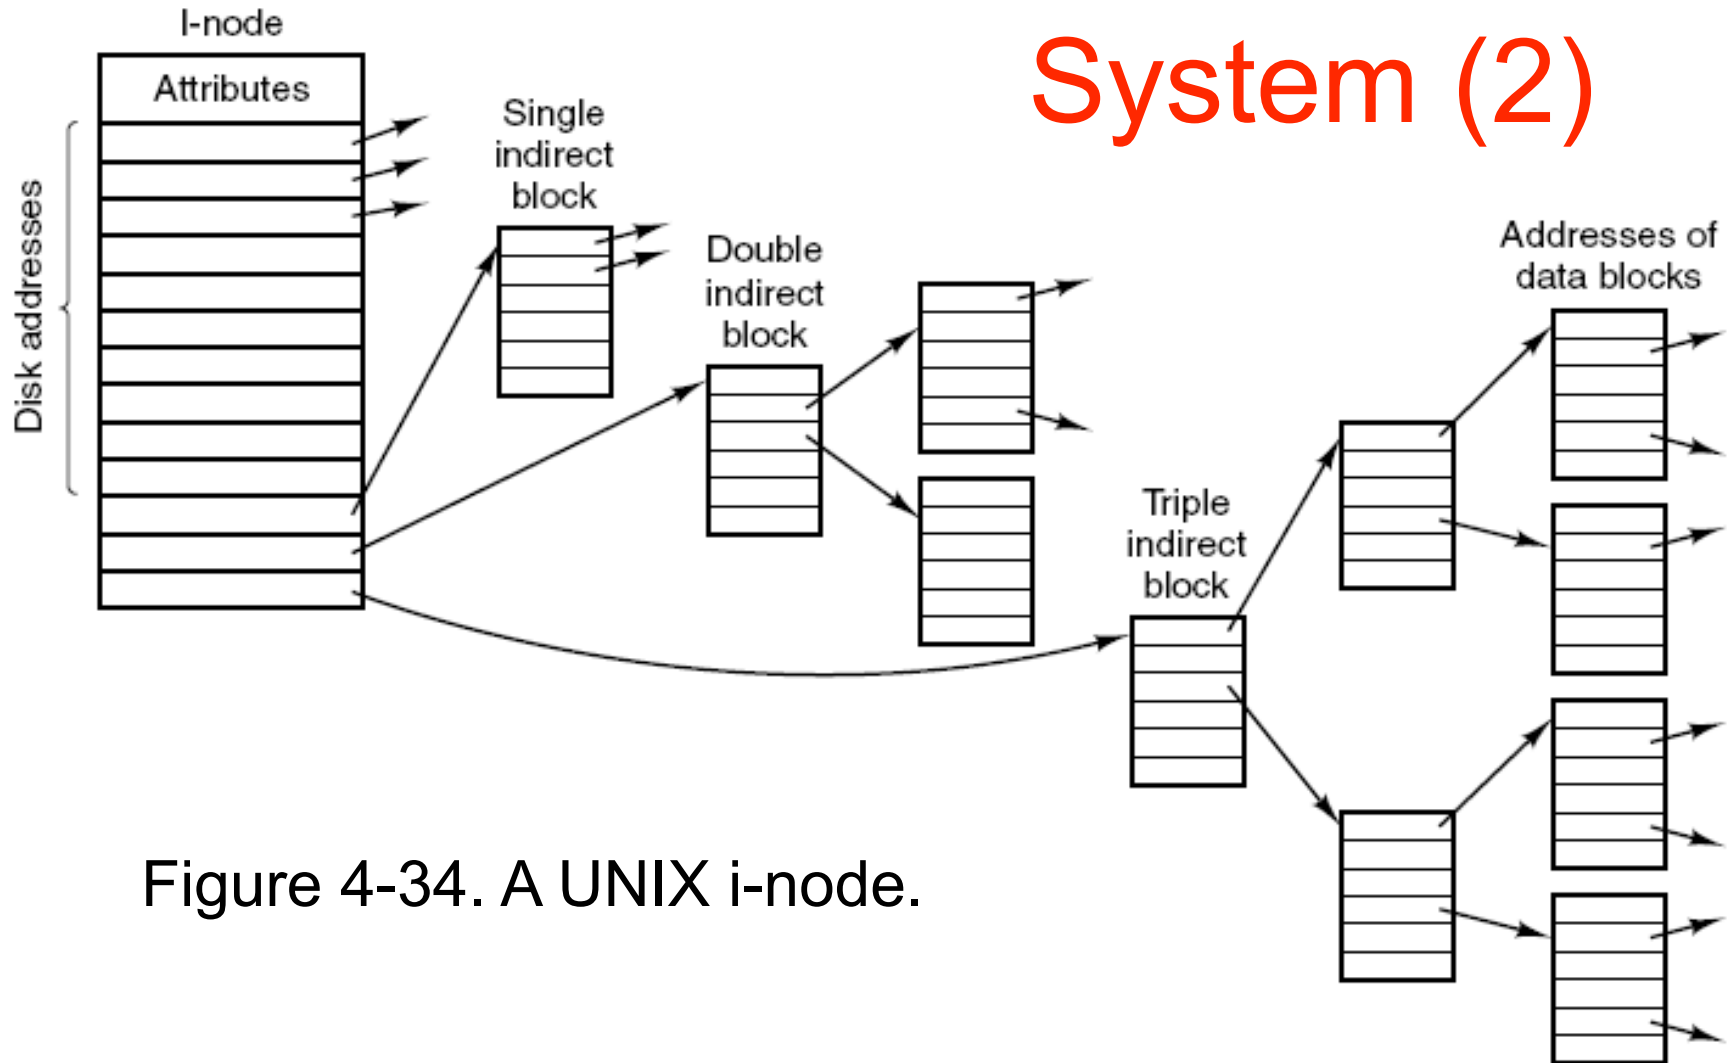 System (2)
I-node
Attributes
Disk addresses
Single
indirect
block
Double
indirect
block
Triple
indirect
block
Addresses of
data blocks
Figure 4-34. A UNIX i-node.